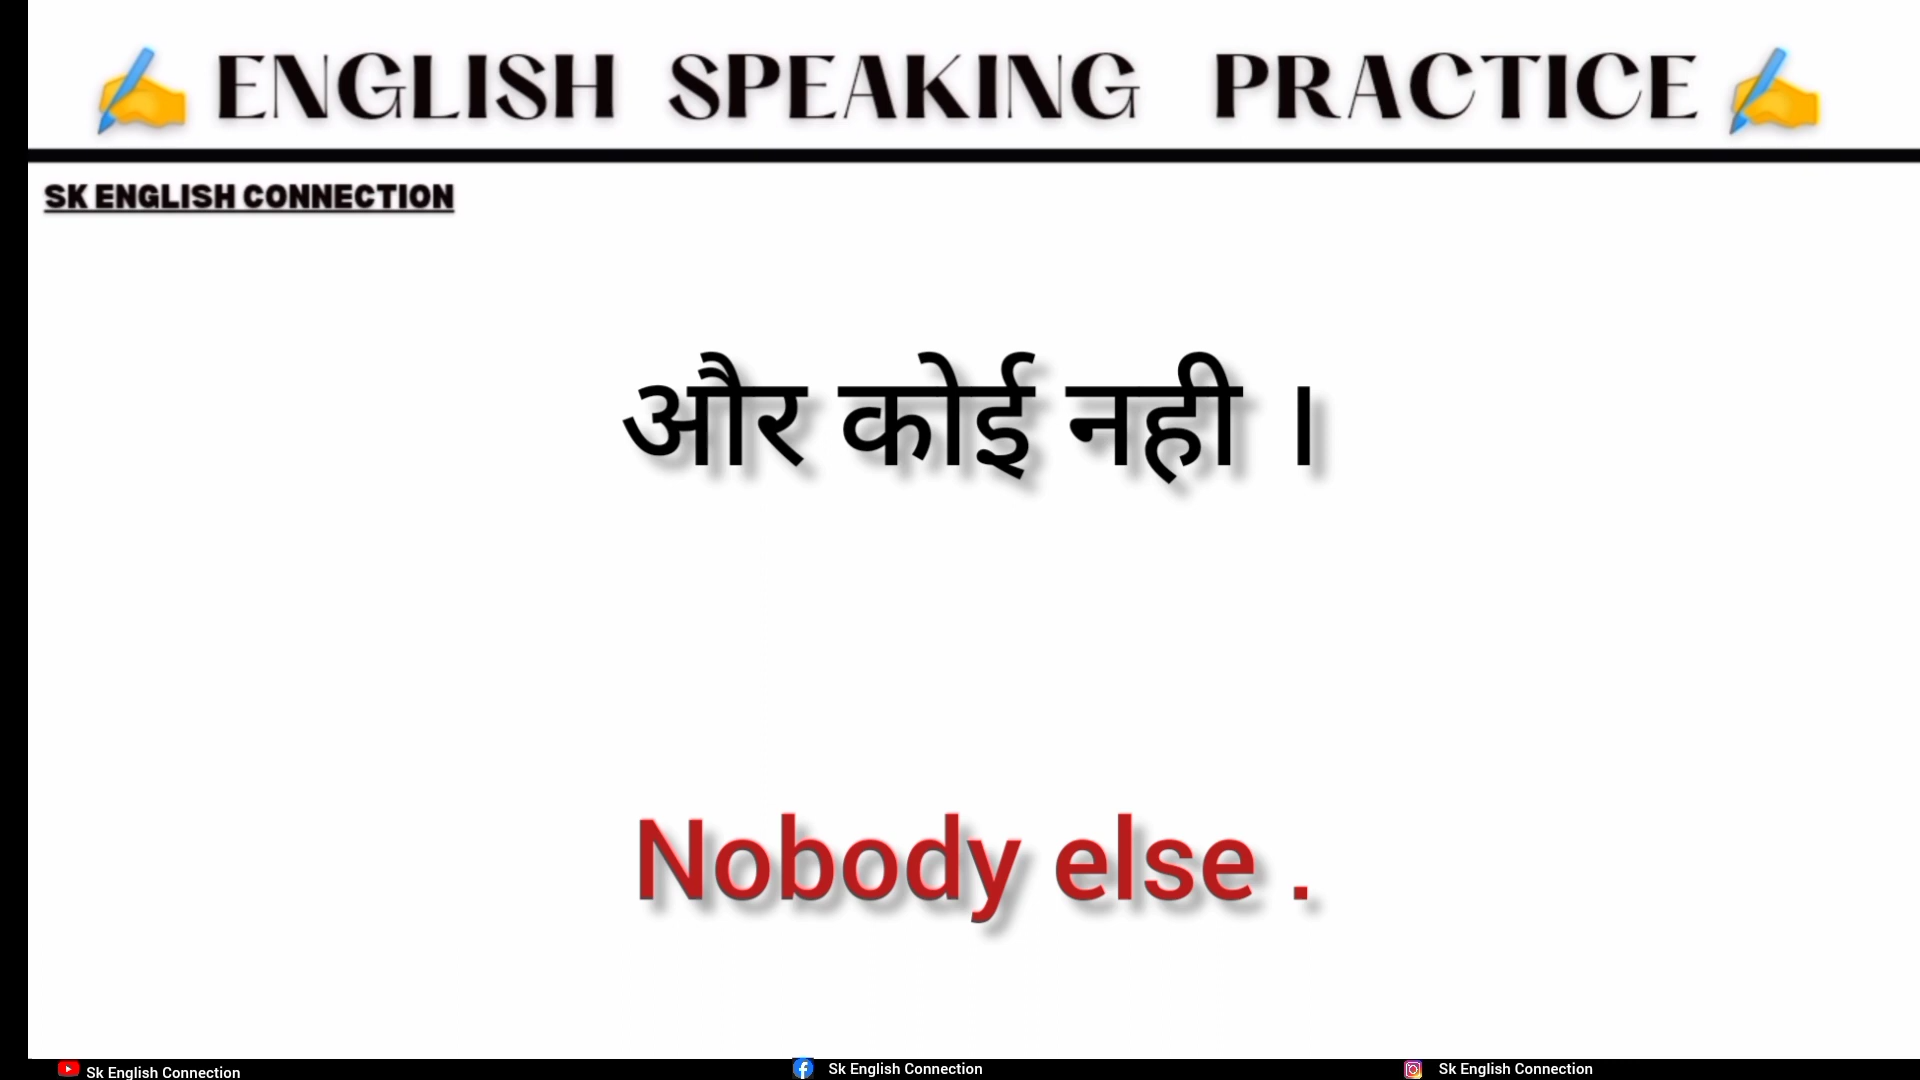 ✍️ ENGLISH SPEAKING PRACTICE ✍️
SK ENGLISH CONNECTION
और कोई नही ।
Nobody else .
Sk English Connection
Sk English Connection
Sk English Connection